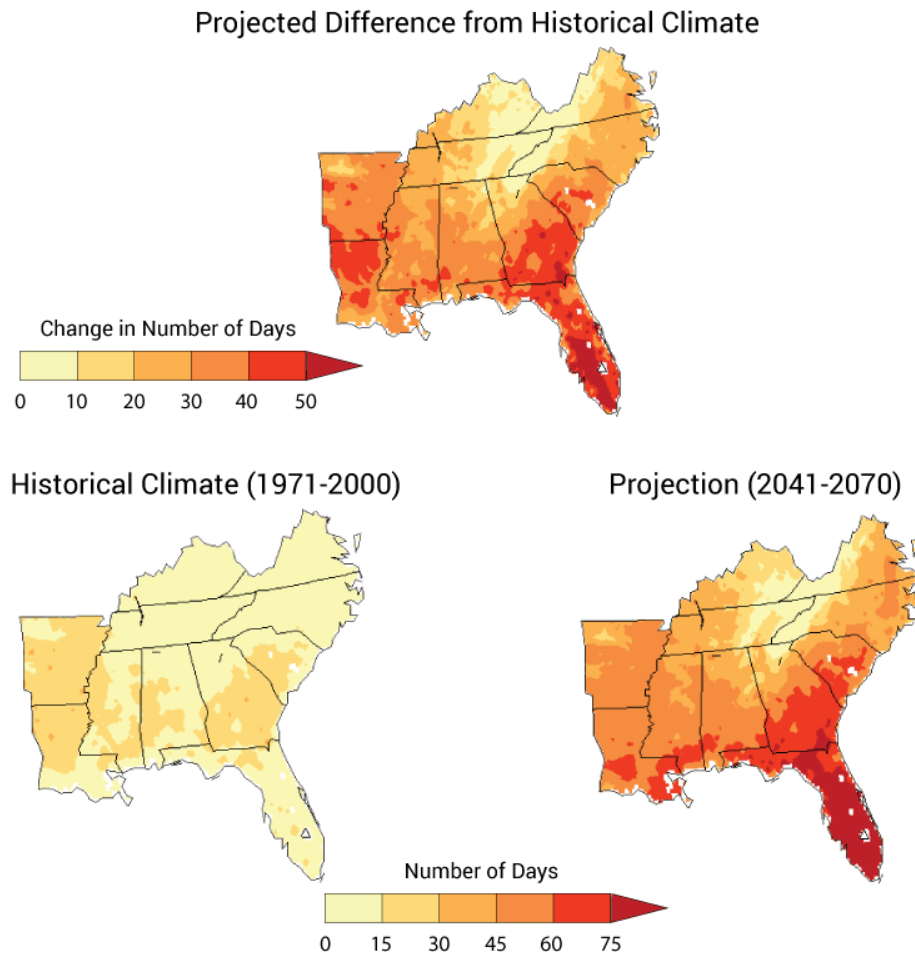 Projected Difference from Historical Climate
Change in Number of Days
0 10 20 30 40 50
Historical Climate (1971-2000)
Projection (2041-2070)
Number of Days
0 15 30 45 60 75